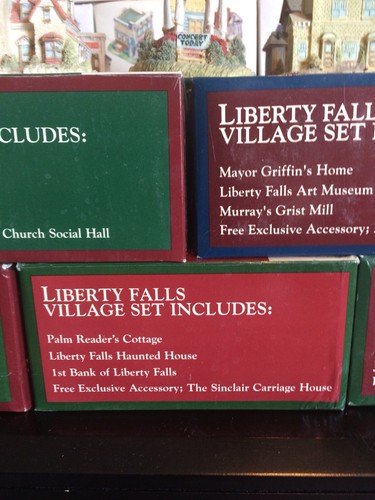 CONCERT
TODAY
CLUDES:
Church Social Hall
LIBERTY FALL
VILLAGE SET
Mayor Griffin's Home
Liberty Falls Art Museum
Murray's Grist Mill
Free Exclusive Accessory;
LIBERTY FALLS
VILLAGE SET INCLUDES:
Palm Reader's Cottage
Liberty Falls Haunted House
1st Bank of Liberty Falls
Free Exclusive Accessory; The Sinclair Carriage House